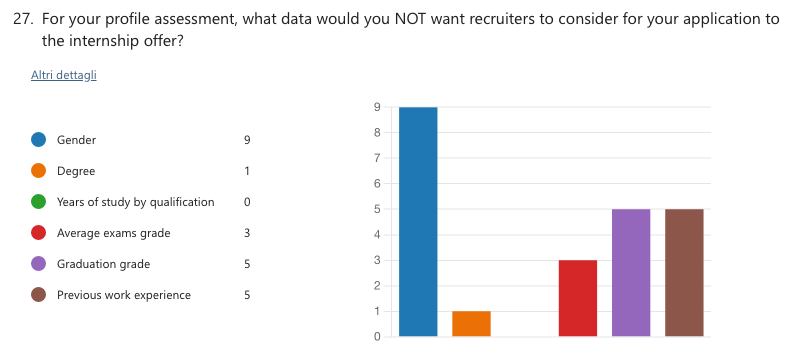 27. For your profile assessment, what data would you NOT want recruiters to consider for your application to
the internship offer?
Altri dettagli
Gender 9
Degree 1
Years of study by qualification 0
Average exams grade 3
Graduation grade 5
Previous work experience 5
9
8
7
6
5
4
3
2
1
0